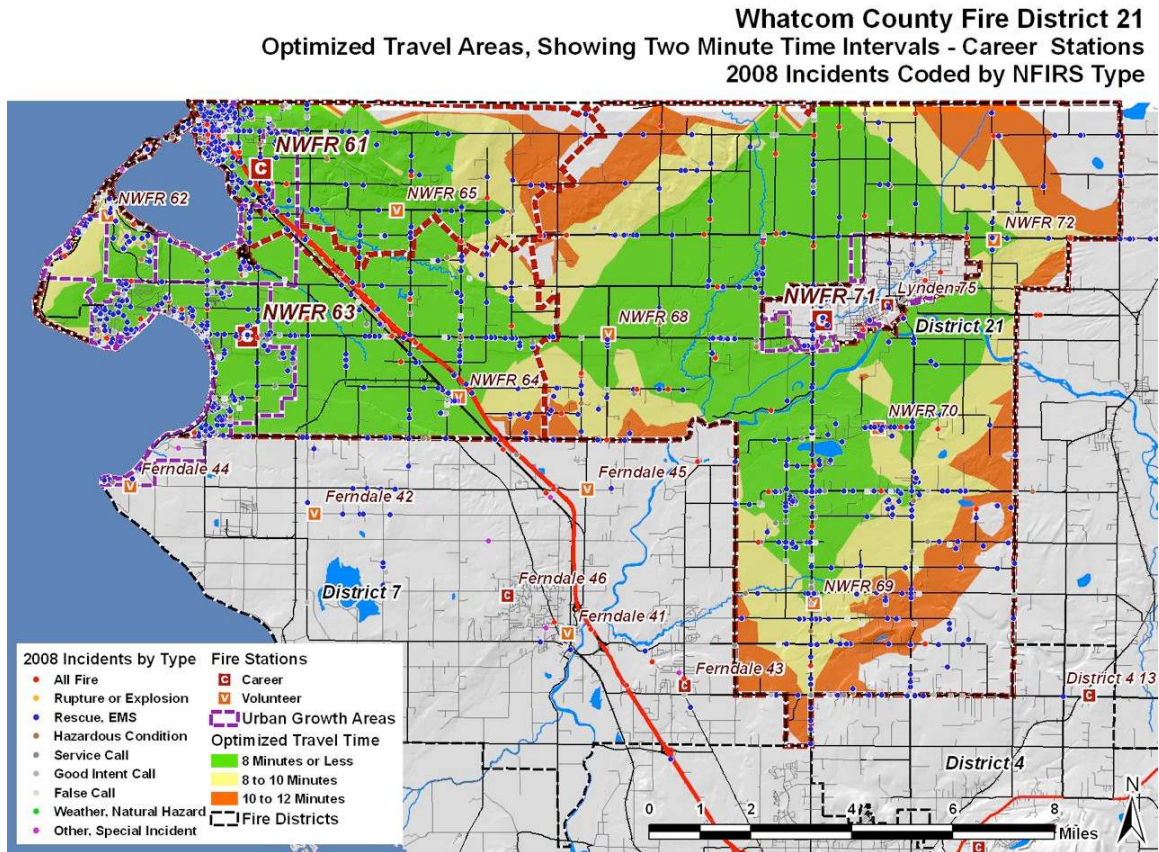 Whatcom County Fire District 21
Optimized Travel Areas, Showing Two Minute Time Intervals - Career Stations
2008 Incidents Coded by NFIRS Type
NWFR 61
NWFR 62
NWFR 65
NWFR 72
NWFR 71
Lynden 75
NWFR 63
NWFR 68
District 21
NWFR 64
NWFR 70
Ferndale 44
Ferndale 45
Ferndale 42
Ferndale 46
District 7
NWFR 69
Ferndale 41
Ferndale 43
District 4 13
District 4
2008 Incidents by Type
All Fire
Rupture or Explosion
Rescue, EMS
Hazardous Condition
Service Call
Good Intent Call
False Call
Weather, Natural Hazard
Other, Special Incident
Fire Stations
C Career
V Volunteer
Urban Growth Areas
Optimized Travel Time
8 Minutes or Less
8 to 10 Minutes
10 to 12 Minutes
Fire Districts
N
0 1 2 4 6 8
Miles